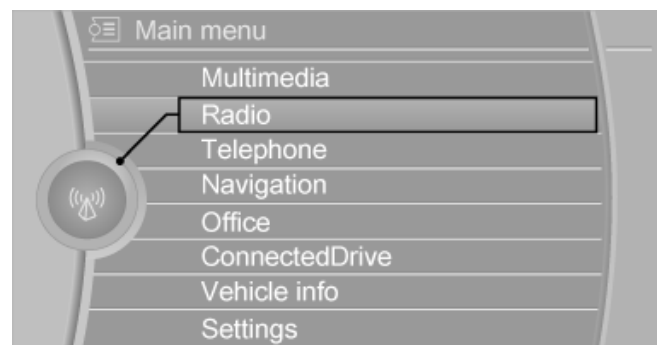 Main menu
Multimedia
Radio
Telephone
Navigation
Office
ConnectedDrive
Vehicle info
Settings